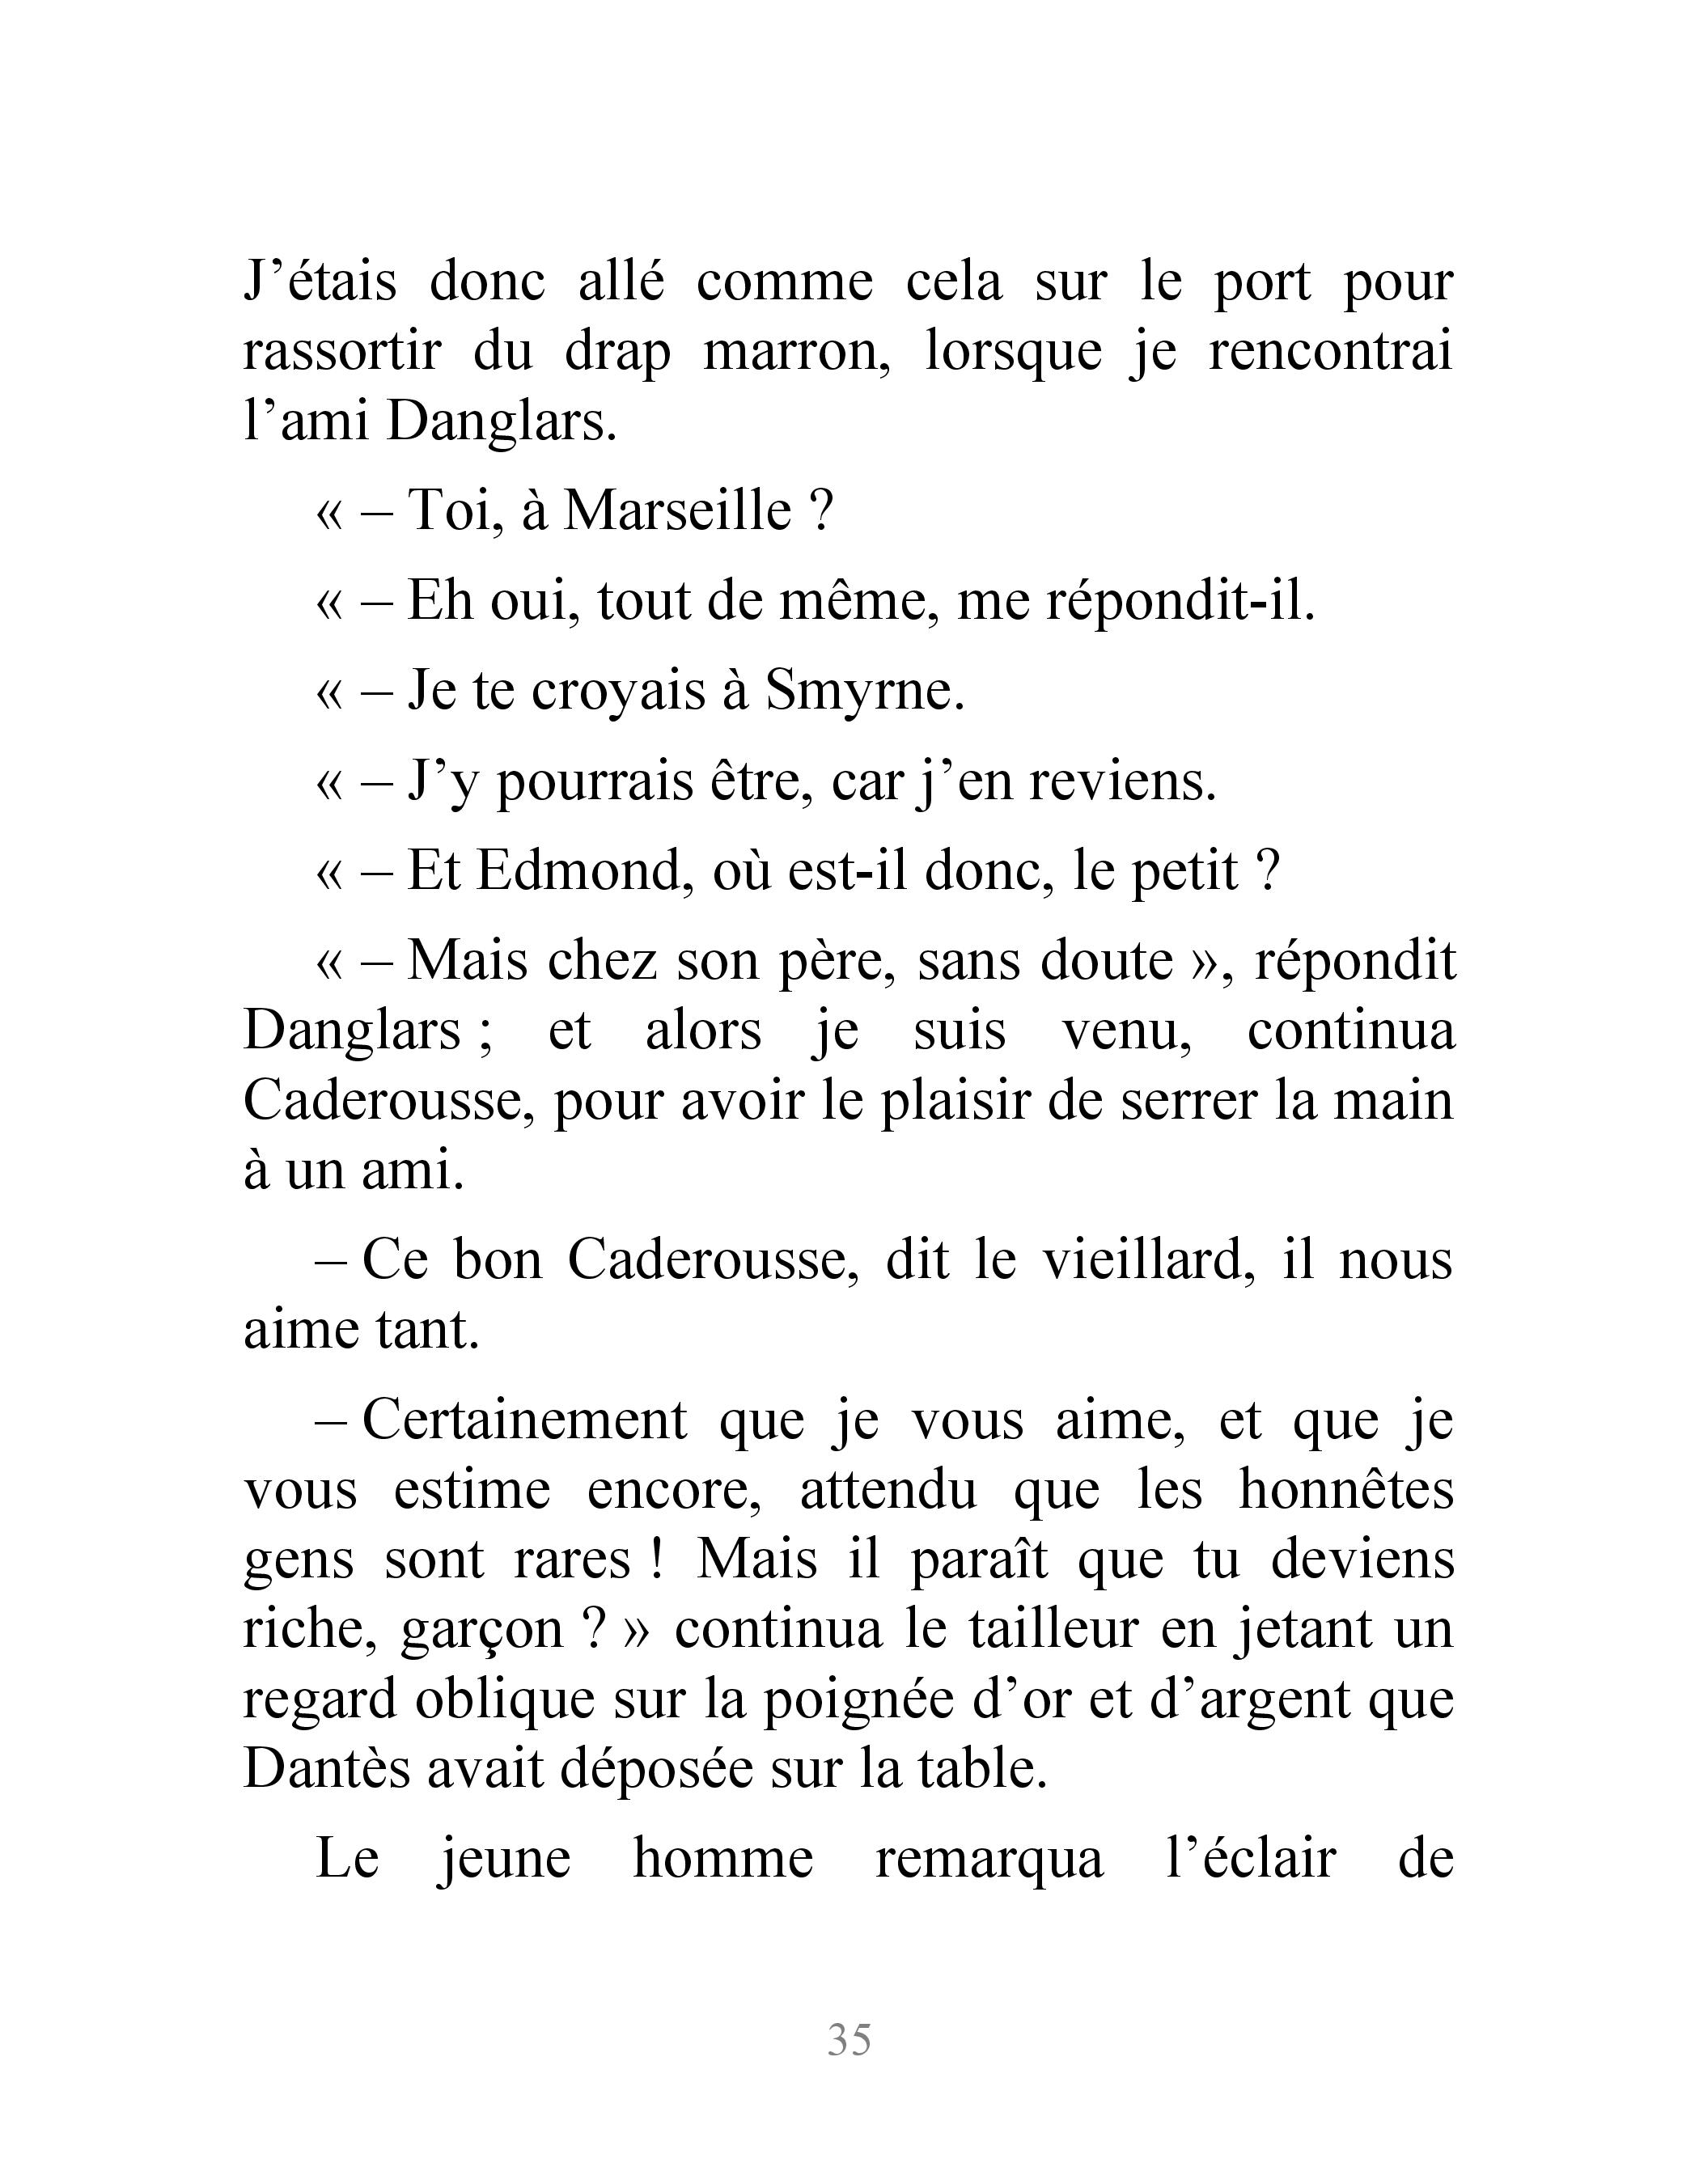 J’étais donc allé comme cela sur le port pour
rassortir du drap marron, lorsque je rencontrai
l’ami Danglars.
« – Toi, à Marseille ?
« – Eh oui, tout de même, me répondit-il.
« – Je te croyais à Smyrne.
« – J’y pourrais être, car j’en reviens.
« – Et Edmond, où est-il donc, le petit ?
« – Mais chez son père, sans doute », répondit
Danglars ; et alors je suis venu, continua
Caderousse, pour avoir le plaisir de serrer la main
à un ami.
– Ce bon Caderousse, dit le vieillard, il nous
aime tant.
– Certainement que je vous aime, et que je
vous estime encore, attendu que les honnêtes
gens sont rares ! Mais il paraît que tu deviens
riche, garçon ? » continua le tailleur en jetant un
regard oblique sur la poignée d’or et d’argent que
Dantès avait déposée sur la table.
Le jeune homme remarqua l’éclair de
35